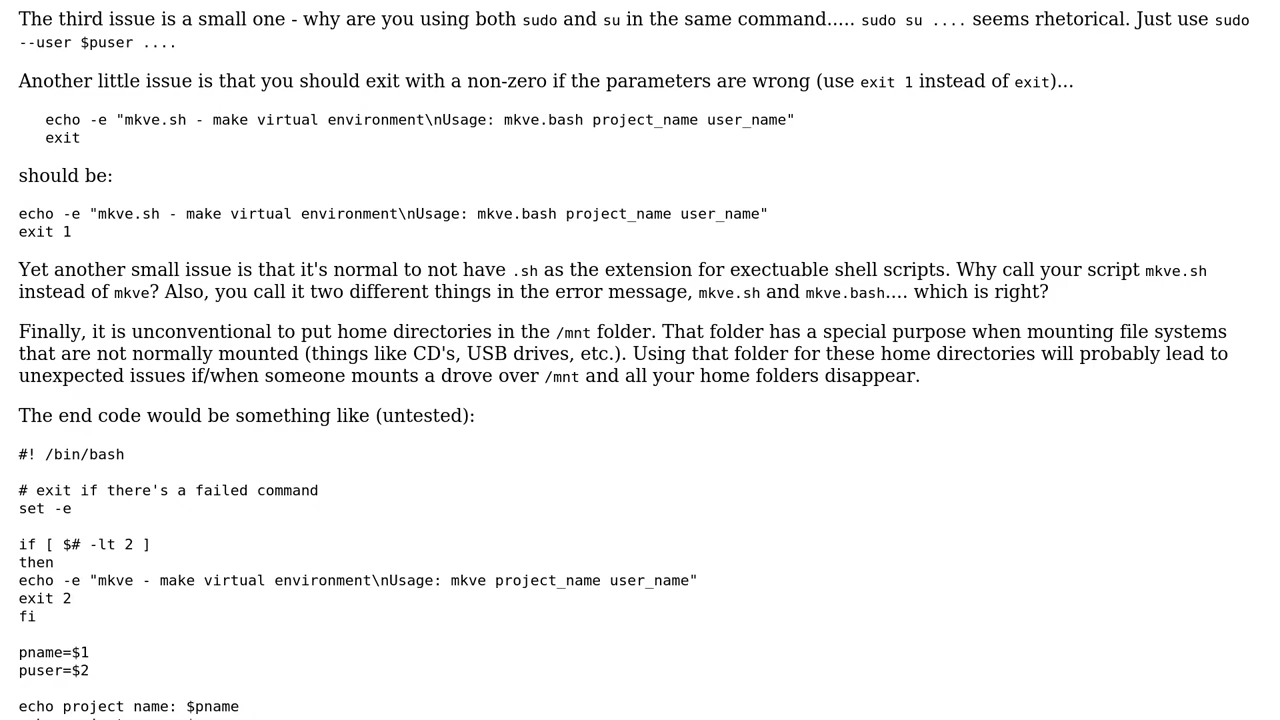 The third issue is a small one - why are you using both sudo and su in the same command..... sudo su .... seems rhetorical. Just use sudo
--user $puser ....
Another little issue is that you should exit with a non-zero if the parameters are wrong (use exit 1 instead of exit)...
echo -e "mkve.sh - make virtual environment\nUsage: mkve.bash project_name user_name"
exit
should be:
echo -e "mkve.sh - make virtual environment\nUsage: mkve.bash project_name user_name"
exit 1
Yet another small issue is that it's normal to not have .sh as the extension for exectuable shell scripts. Why call your script mkve.sh
instead of mkve? Also, you call it two different things in the error message, mkve.sh and mkve.bash.... which is right?
Finally, it is unconventional to put home directories in the /mnt folder. That folder has a special purpose when mounting file systems
that are not normally mounted (things like CD's, USB drives, etc.). Using that folder for these home directories will probably lead to
unexpected issues if/when someone mounts a drove over /mnt and all your home folders disappear.
The end code would be something like (untested):
#! /bin/bash
# exit if there's a failed command
set -e
if [ $# -lt 2 ]
then
echo -e "mkve - make virtual environment\nUsage: mkve project_name user_name"
exit 2
fi
pname=$1
puser=$2
echo project name: $pname